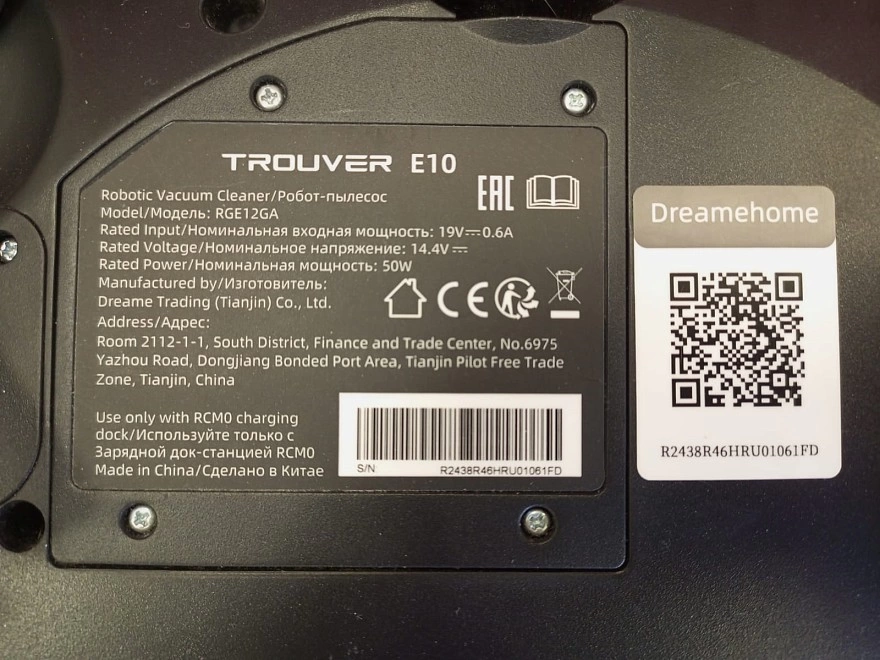 TROUVER E10
EAC
Robotic Vacuum Cleaner/Робот-пылесос
Model/Модель: RGE12GA
Rated Input/Номинальная входная мощность: 19V⎓0.6A
Rated Voltage/Номинальное напряжение: 14.4V⎓
Rated Power/Номинальная мощность: 50W
Manufactured by/Изготовитель:
Dreame Trading (Tianjin) Co., Ltd.
CE
Address/Адрес:
Room 2112-1-1, South District, Finance and Trade Center, No.6975
Yazhou Road, Dongjiang Bonded Port Area, Tianjin Pilot Free Trade
Zone, Tianjin, China
Use only with RCM0 charging
dock/Используйте только с
Зарядной док-станцией RCM0
Made in China/Сделано в Китае
S/N R2438R46HRU01061FD
Dreamehome
R2438R46HRU01061FD